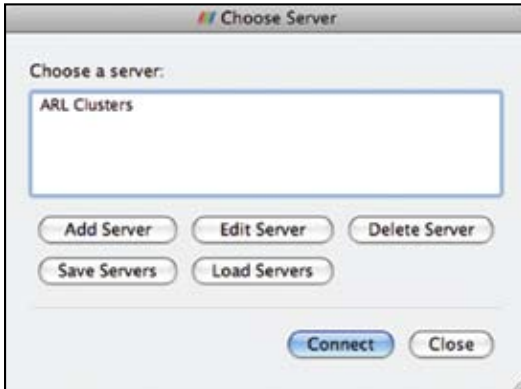 Choose Server
Choose a server:
ARL Clusters
Add Server Edit Server Delete Server
Save Servers Load Servers
Connect Close